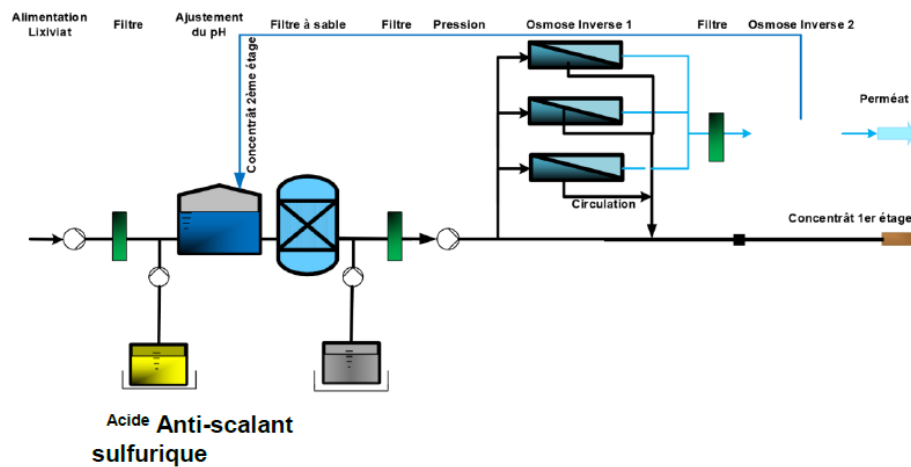 Alimentation
Lixiviat
Filtre
Ajustement
du pH
Filtre à sable
Filtre
Pression
Osmose Inverse 1
Filtre
Osmose Inverse 2
Concentrât 2ème étage
Perméat
Circulation
Concentrât 1er étage
Acide Anti-scalant
sulfurique